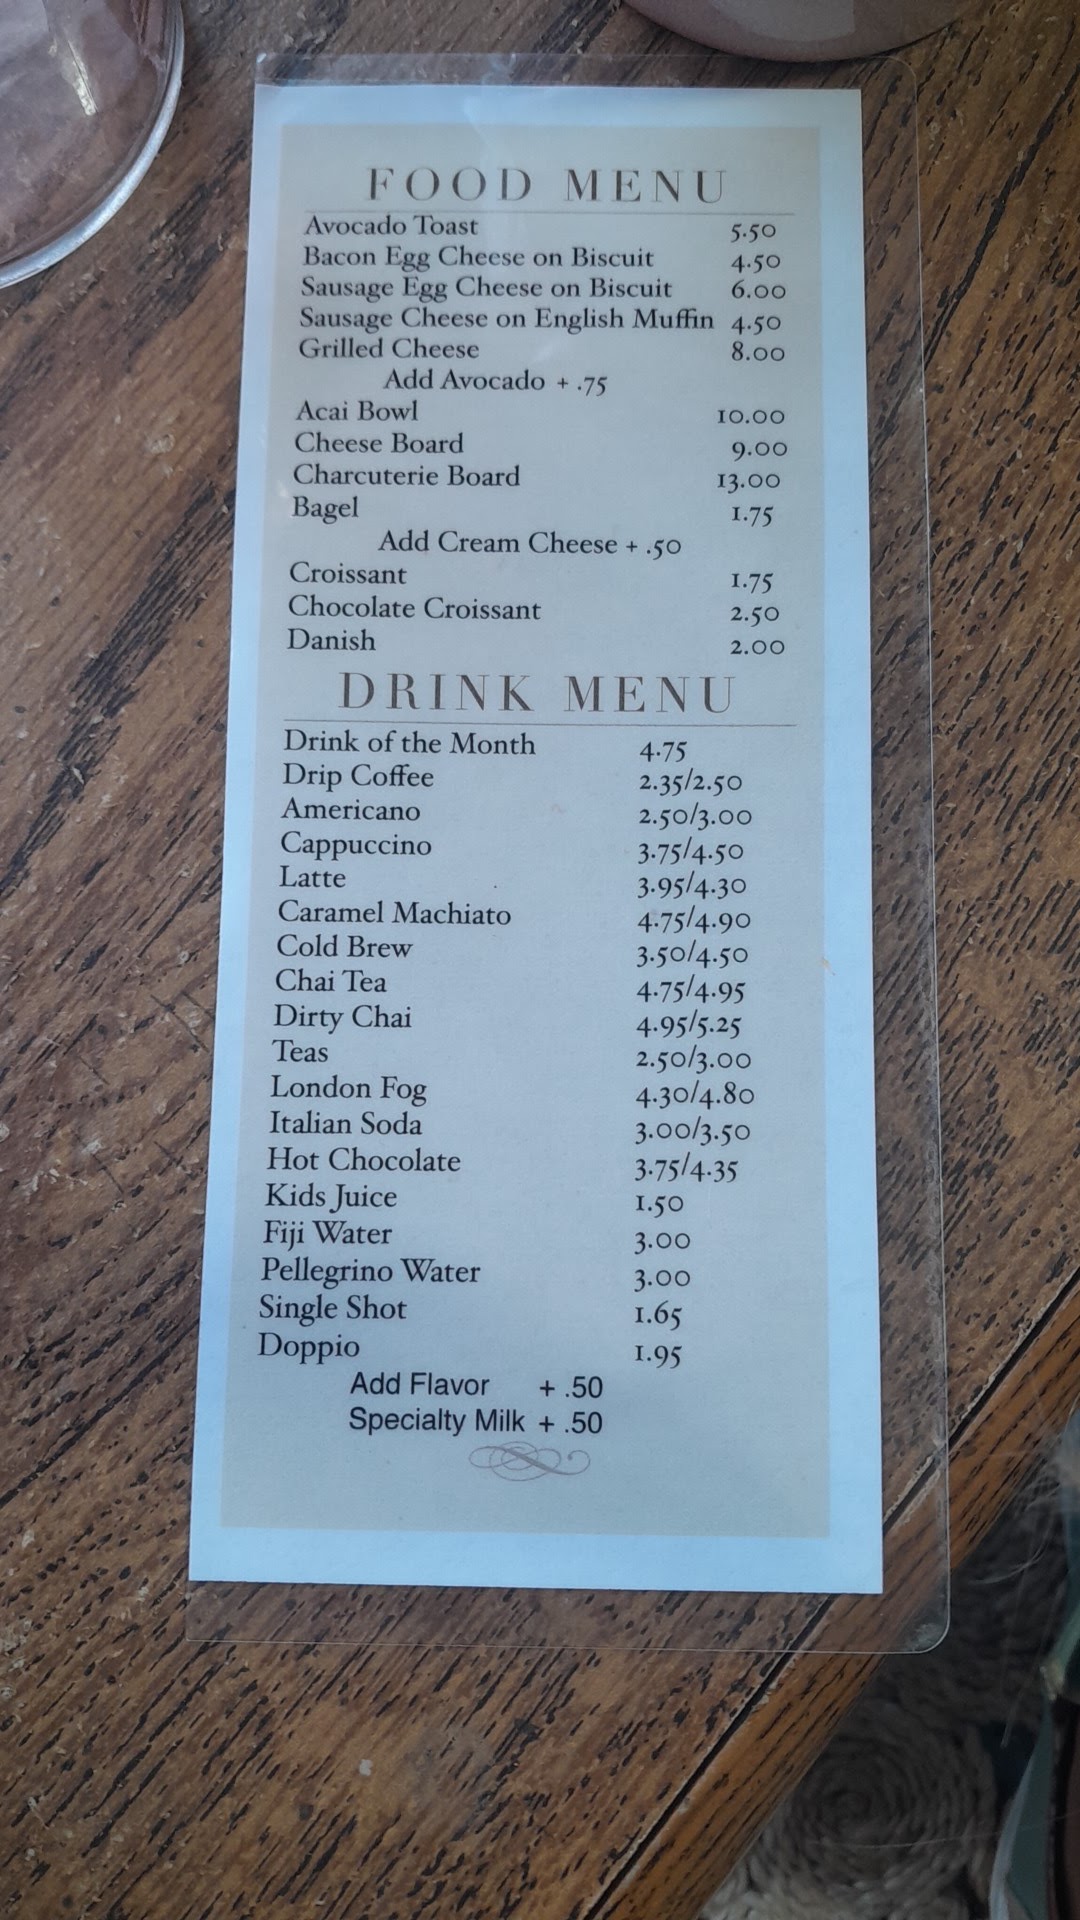 FOOD MENU
Avocado Toast 5.50
Bacon Egg Cheese on Biscuit 4.50
Sausage Egg Cheese on Biscuit 6.00
Sausage Cheese on English Muffin 4.50
Grilled Cheese 8.00
Add Avocado + .75
Acai Bowl 10.00
Cheese Board 9.00
Charcuterie Board 13.00
Bagel 1.75
Add Cream Cheese + .50
Croissant 1.75
Chocolate Croissant 2.50
Danish 2.00
DRINK MENU
Drink of the Month 4.75
Drip Coffee 2.35/2.50
Americano 2.50/3.00
Cappuccino 3.75/4.50
Latte 3.95/4.30
Caramel Machiato 4.75/4.90
Cold Brew 3.50/4.50
Chai Tea 4.75/4.95
Dirty Chai 4.95/5.25
Teas 2.50/3.00
London Fog 4.30/4.80
Italian Soda 3.00/3.50
Hot Chocolate 3.75/4.35
Kids Juice 1.50
Fiji Water 3.00
Pellegrino Water 3.00
Single Shot 1.65
Doppio 1.95
Add Flavor + .50
Specialty Milk + .50